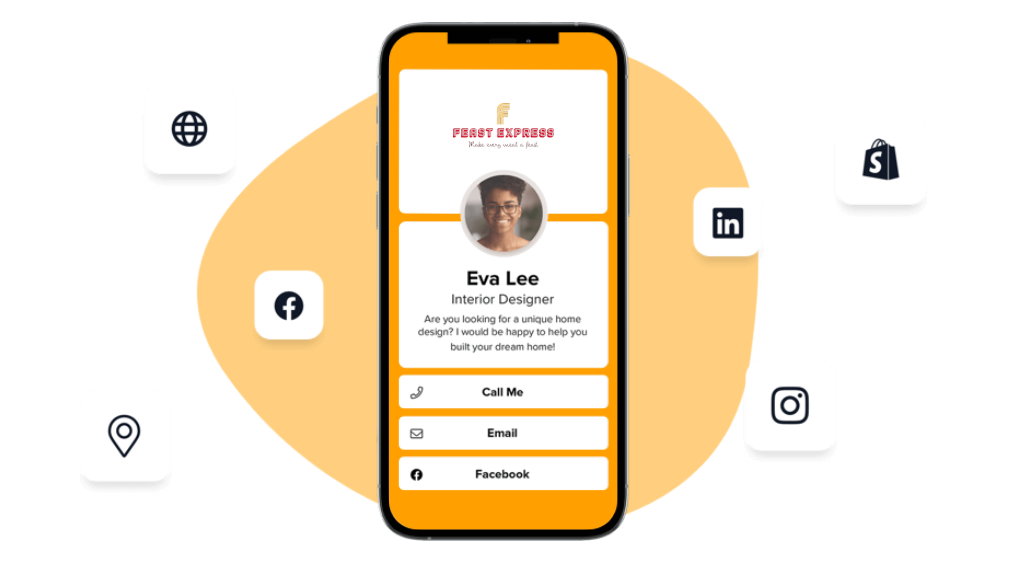 F
FEAST EXPRESS
Make every meal a feast
in
S
Eva Lee
Interior Designer
Are you looking for a unique home
design? I would be happy to help you
built your dream home!
Call Me
Email
Facebook